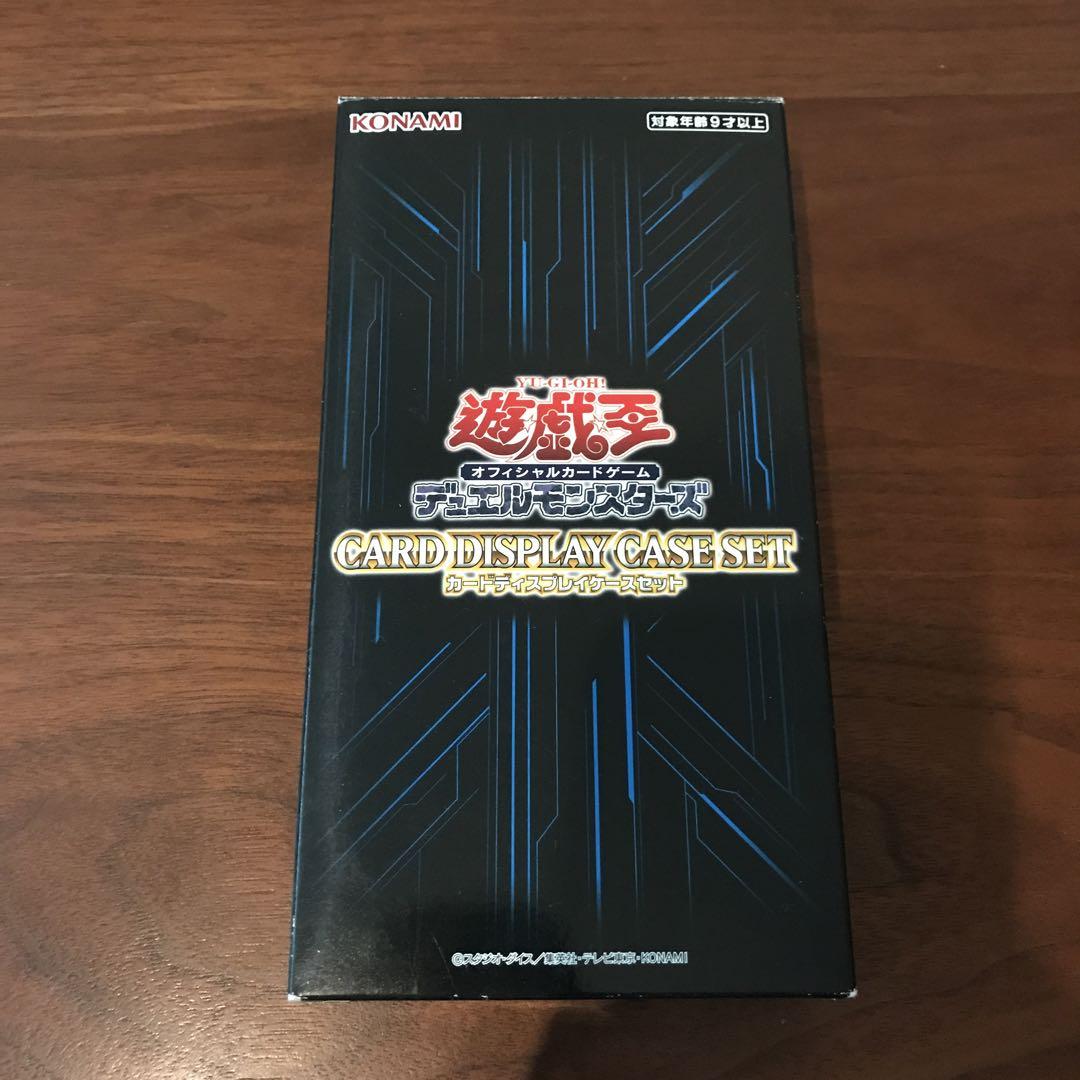 KONAMI
対象年齢9才以上
YU-GI-OH!
遊戯王
オフィシャルカードゲーム
デュエルモンスターズ
CARD DISPLAY CASE SET
カードディスプレイケースセット
©スタジオ・ダイス／集英社・テレビ東京・KONAMI